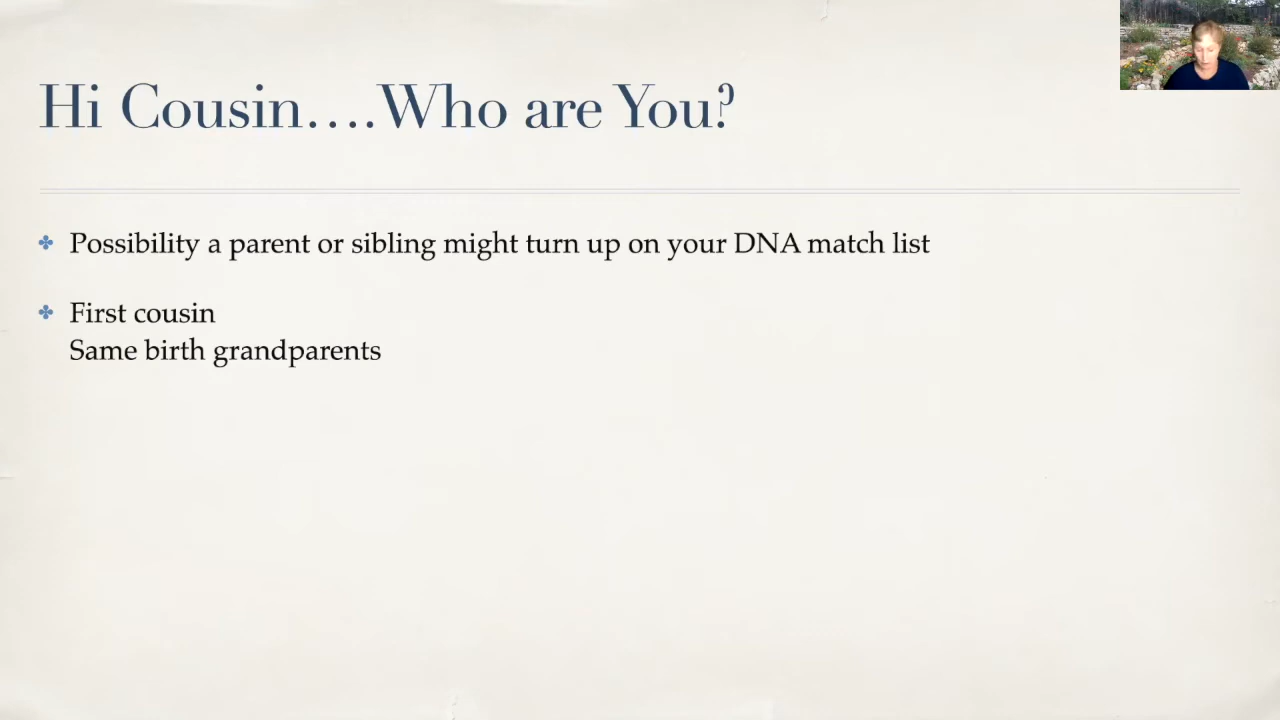 Hi Cousin....Who are You?
Possibility a parent or sibling might turn up on your DNA match list
First cousin
Same birth grandparents